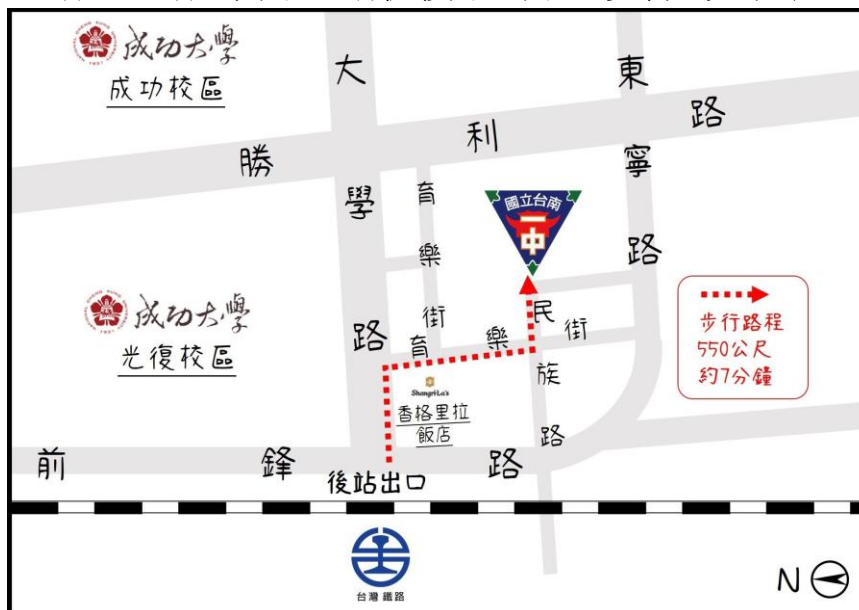 成功大學
成功校區
大學路
東寧路
勝利路
育樂街
國立台南
一中
成功大學
光復校區
育樂街
民族路
步行路程
550公尺
約7分鐘
Shangri-La's
香格里拉
飯店
前鋒路
後站出口
台灣鐵路
N